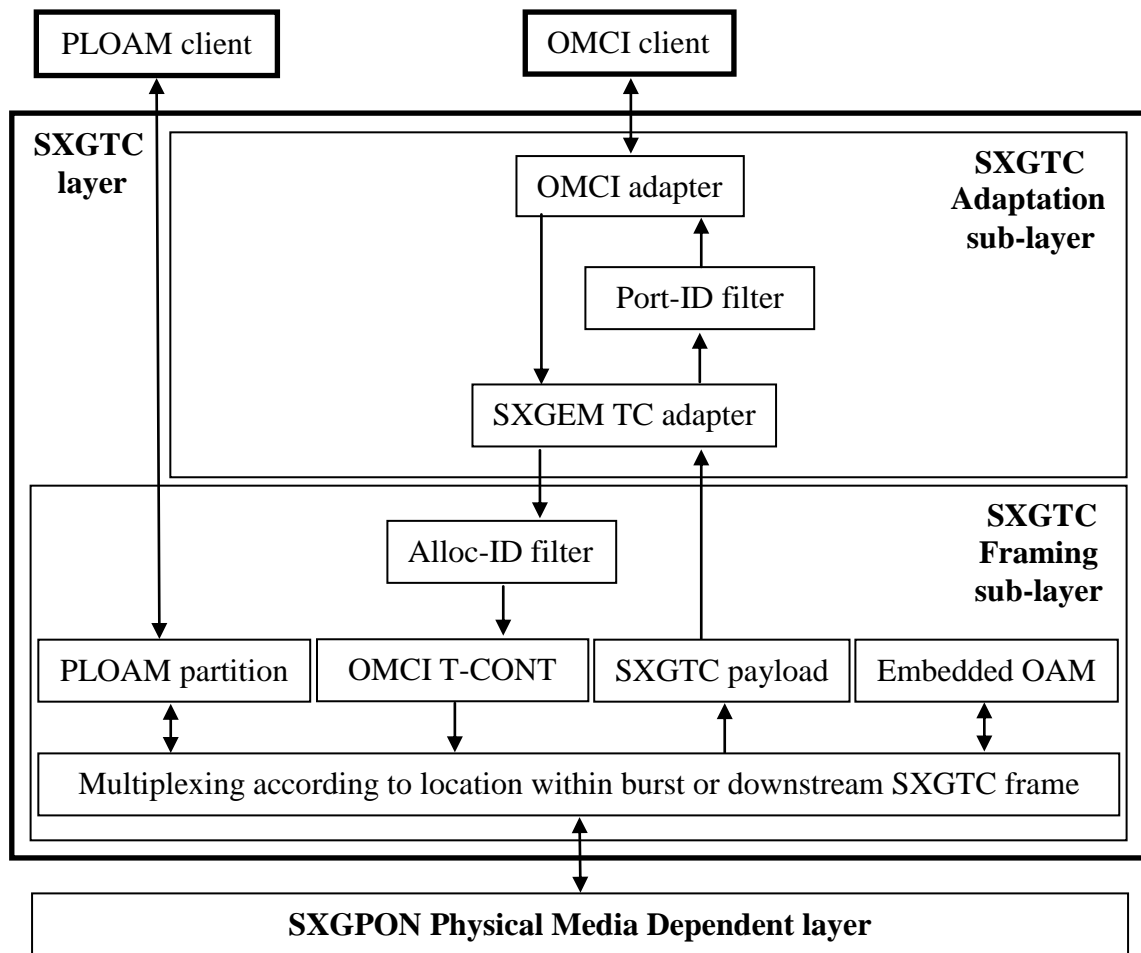 PLOAM client
OMCI client
SXGTC
layer
SXGTC
Adaptation
sub-layer
OMCI adapter
Port-ID filter
SXGEM TC adapter
SXGTC
Framing
sub-layer
Alloc-ID filter
PLOAM partition
OMCI T-CONT
SXGTC payload
Embedded OAM
Multiplexing according to location within burst or downstream SXGTC frame
SXGPON Physical Media Dependent layer